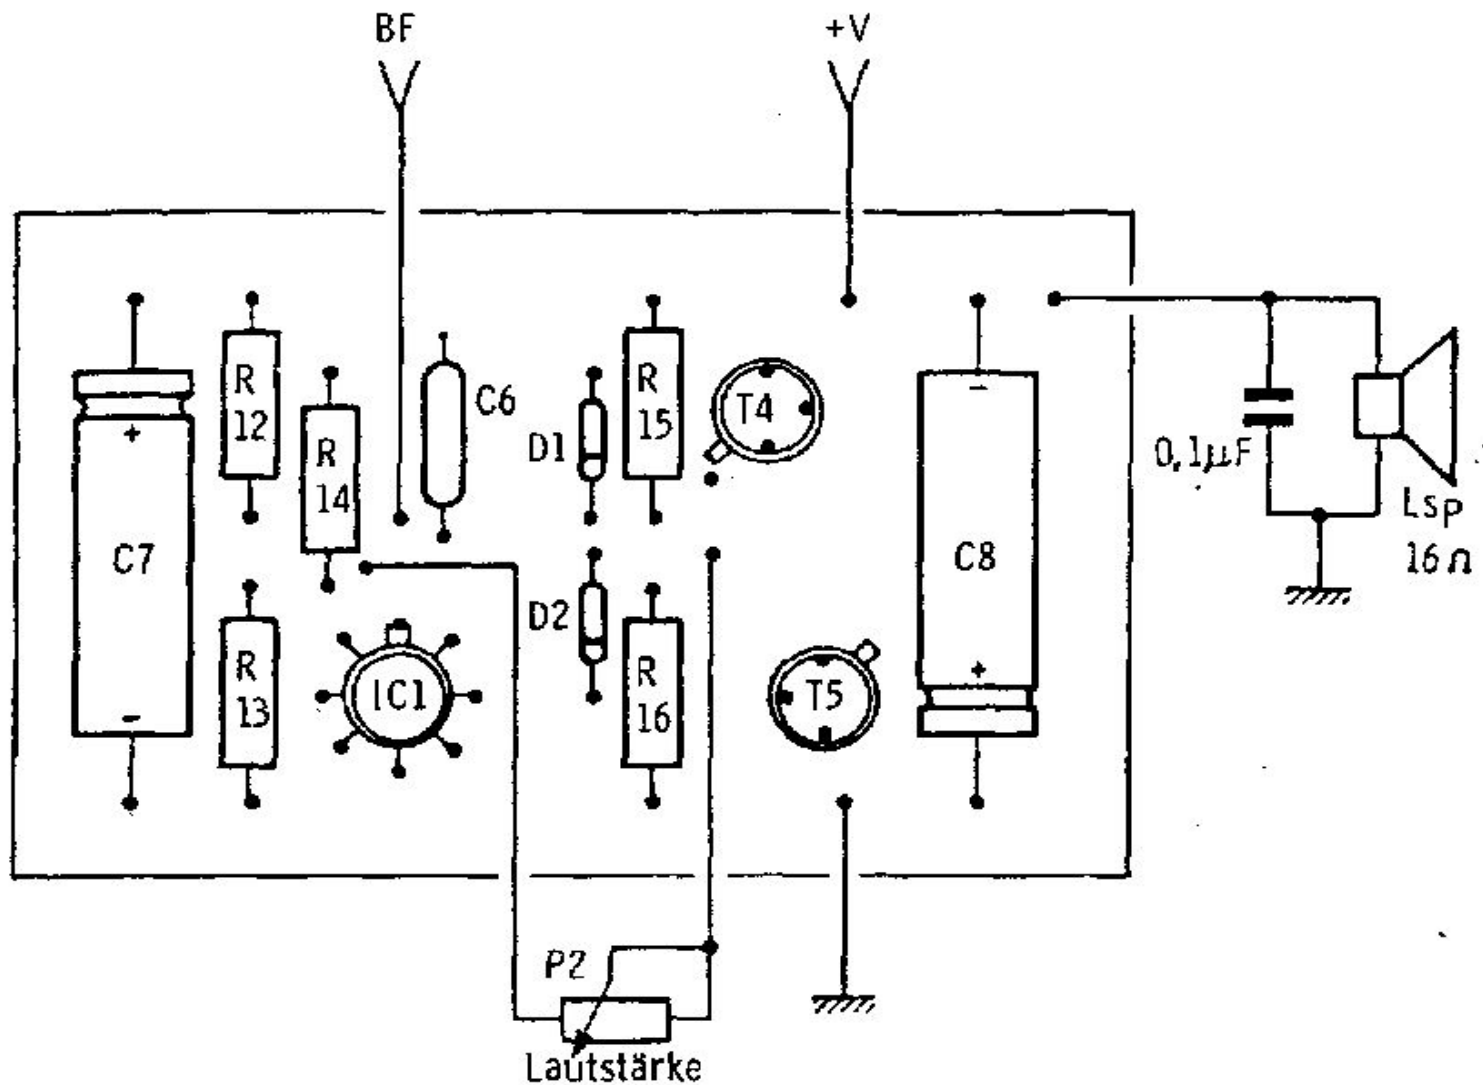 BF
+V
R
12
R
14
C6
D1
R
15
T4
0,1µF
LSP
16Ω
+
C7
-
-
C8
+
R
13
IC1
D2
R
16
T5
P2
Lautstärke